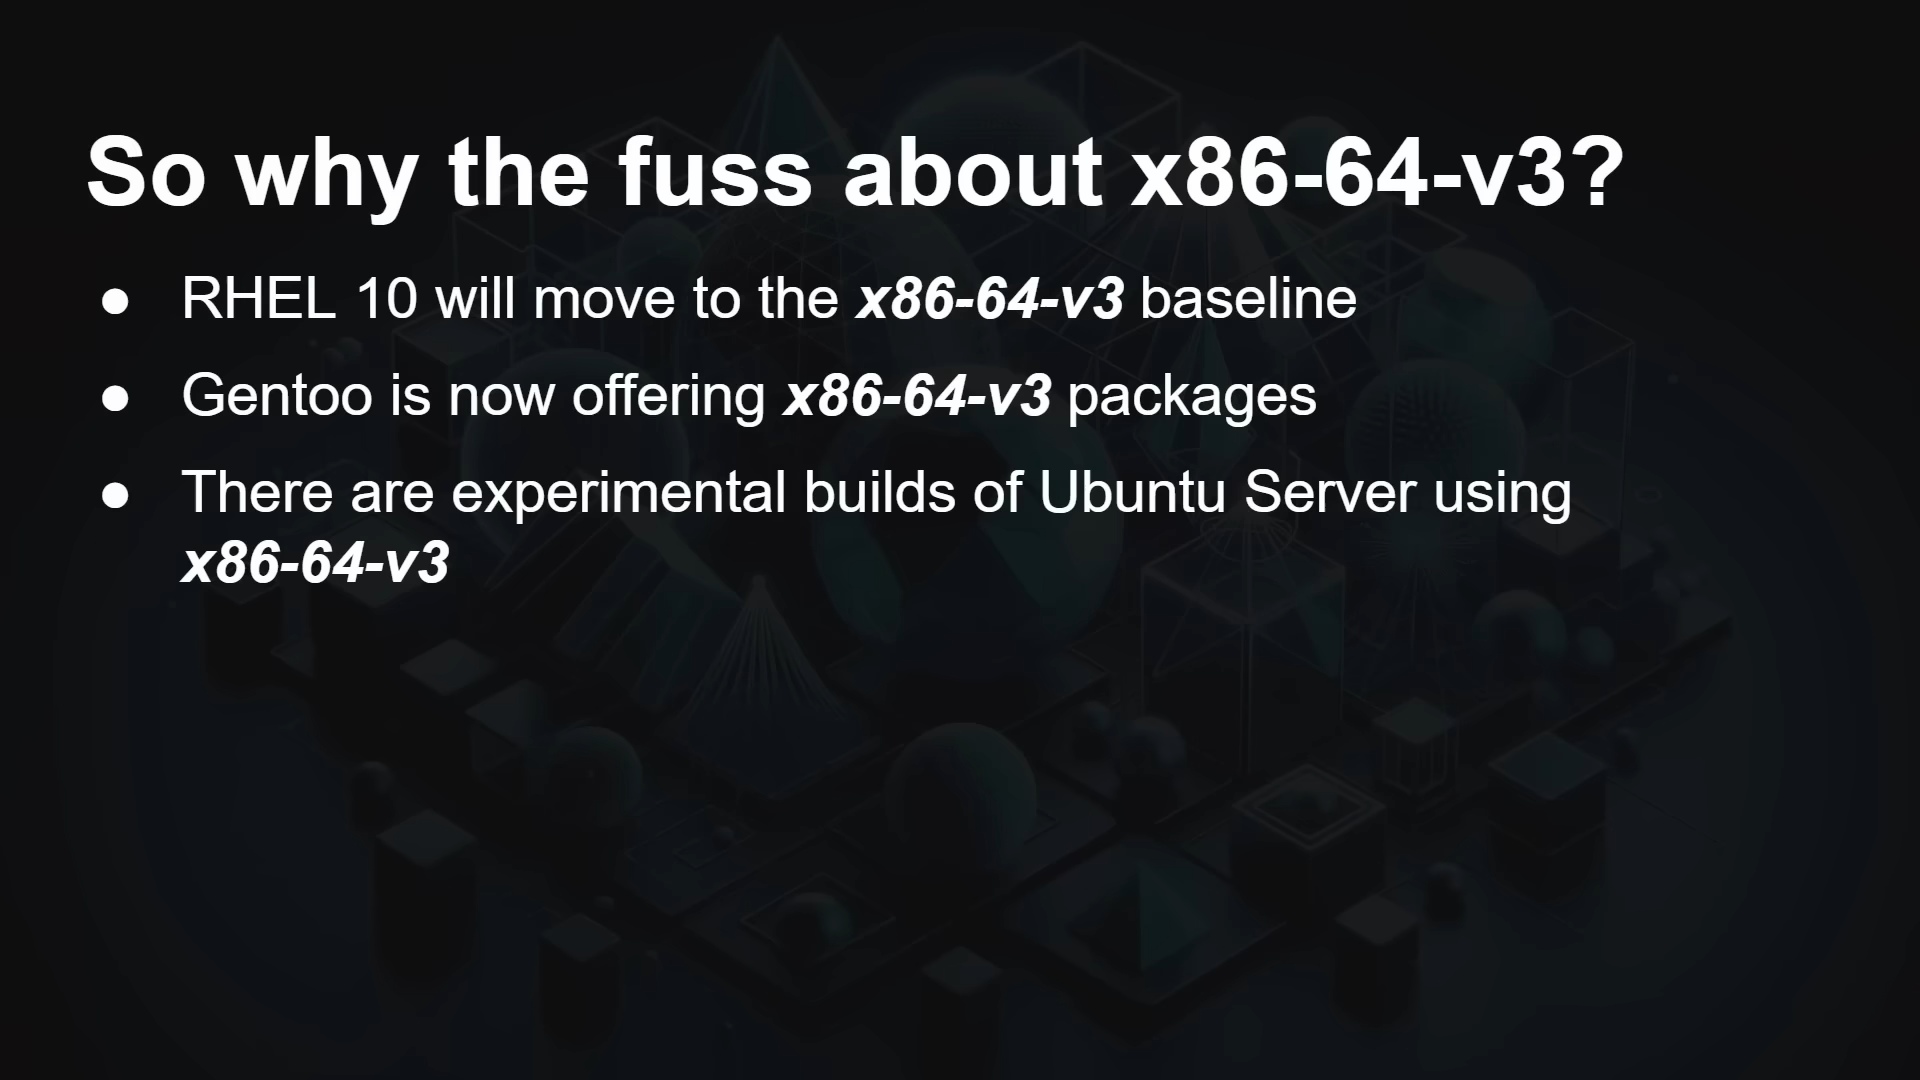 So why the fuss about x86-64-v3?
● RHEL 10 will move to the x86-64-v3 baseline
● Gentoo is now offering x86-64-v3 packages
● There are experimental builds of Ubuntu Server using
x86-64-v3